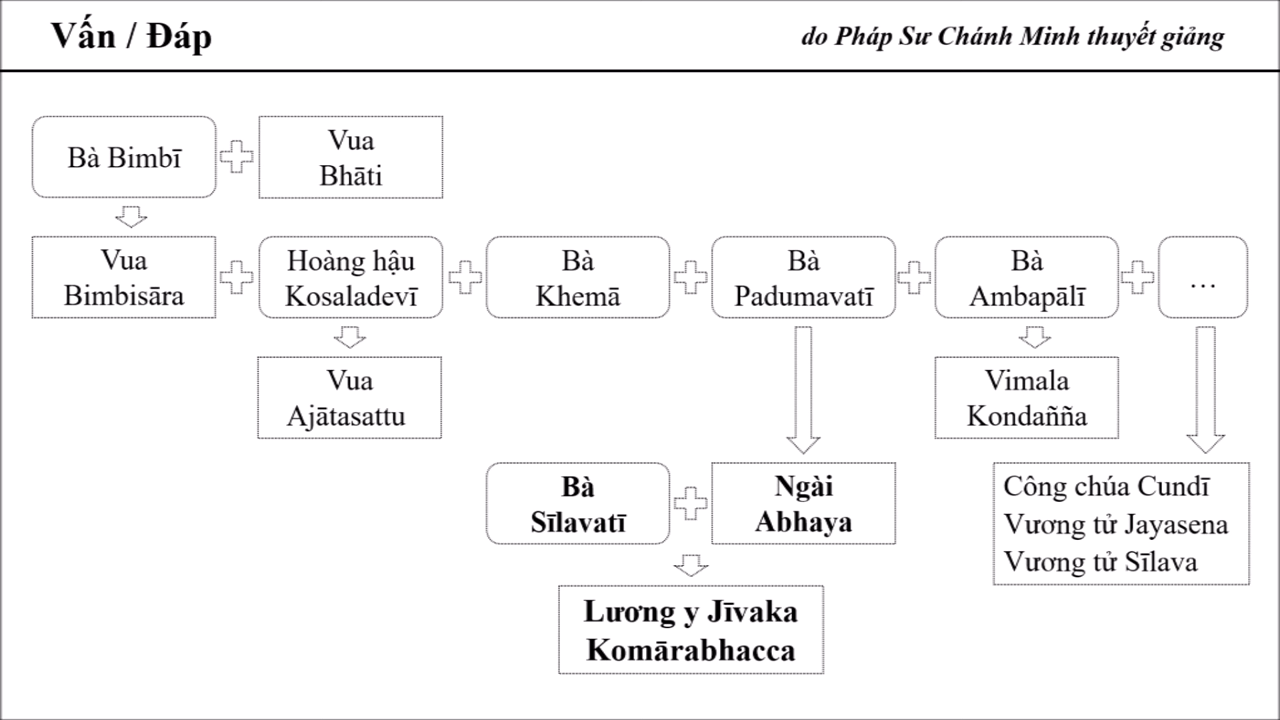 Vấn / Đáp
do Pháp Sư Chánh Minh thuyết giảng
Bà Bimbī
Vua
Bhāti
Vua
Bimbisāra
Hoàng hậu
Kosaladevī
Bà
Khemā
Bà
Padumavatī
Bà
Ambapālī
…
Vua
Ajātasattu
Vimala
Kondañña
Bà
Sīlavatī
Ngài
Abhaya
Công chúa Cundī
Vương tử Jayasena
Vương tử Sīlava
Lương y Jīvaka
Komārabhacca